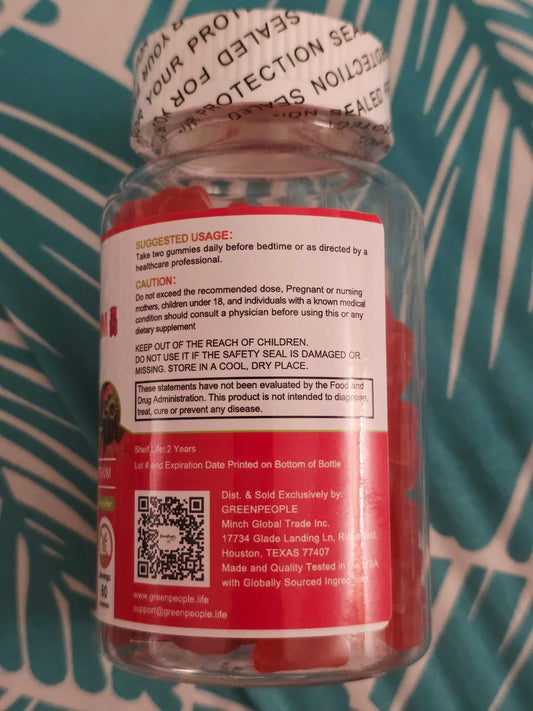 YOUR PROT
SEALED FOR YOUR
PROTECTION SEA
SEALED
SUGGESTED USAGE:
Take two gummies daily before bedtime or as directed by a
healthcare professional.
CAUTION:
Do not exceed the recommended dose, Pregnant or nursing
mothers, children under 18, and individuals with a known medical
condition should consult a physician before using this or any
dietary supplement
KEEP OUT OF THE REACH OF CHILDREN.
DO NOT USE IT IF THE SAFETY SEAL IS DAMAGED OR
MISSING, STORE IN A COOL, DRY PLACE.
These statements have not been evaluated by the Food and
Drug Administration. This product is not intended to diagnose,
treat, cure or prevent any disease.
Shelf Life: 2 Years
Lot # and Expiration Date Printed on Bottom of Bottle
TRUM
Dist. & Sold Exclusively by:
GREENPEOPLE
Minch Global Trade Inc.
17734 Glade Landing Ln, Richmond,
Houston, TEXAS 77407
Made and Quality Tested in the USA
with Globally Sourced Ingredients
www.greenpeople.life
support@greenpeople.life
60